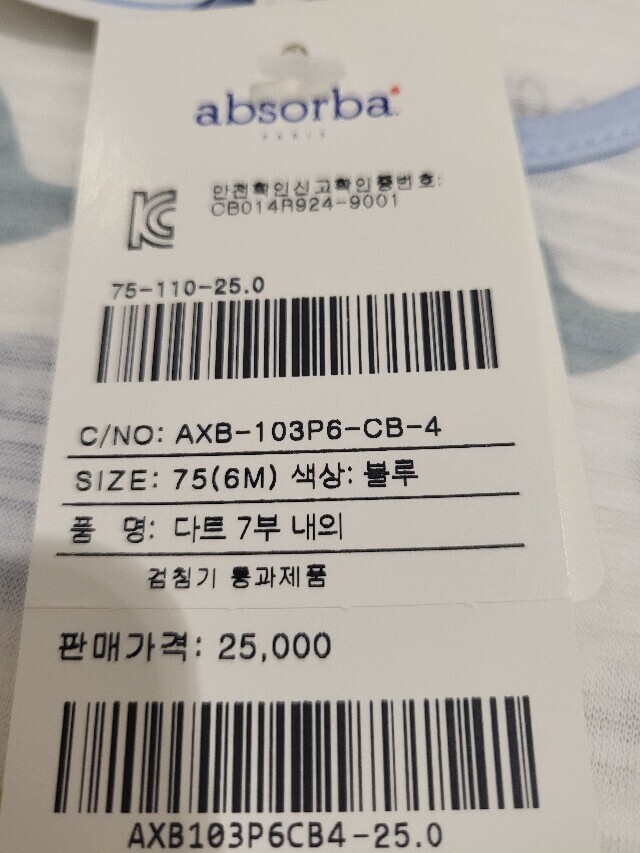 absorba
PARIS
안전확인신고확인증번호:
CB014R924-9001
75-110-25.0
C/NO: AXB-103P6-CB-4
SIZE: 75(6M) 색상: 블루
품 명: 다트 7부 내의
검침기 통과제품
판매가격: 25,000
AXB103P6CB4-25.0